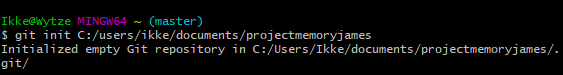 Ikke@Wytze MINGW64 ~ (master)
$ git init C:/users/ikke/documents/projectmemoryjames
Initialized empty Git repository in C:/Users/Ikke/documents/projectmemoryjames/.
git/